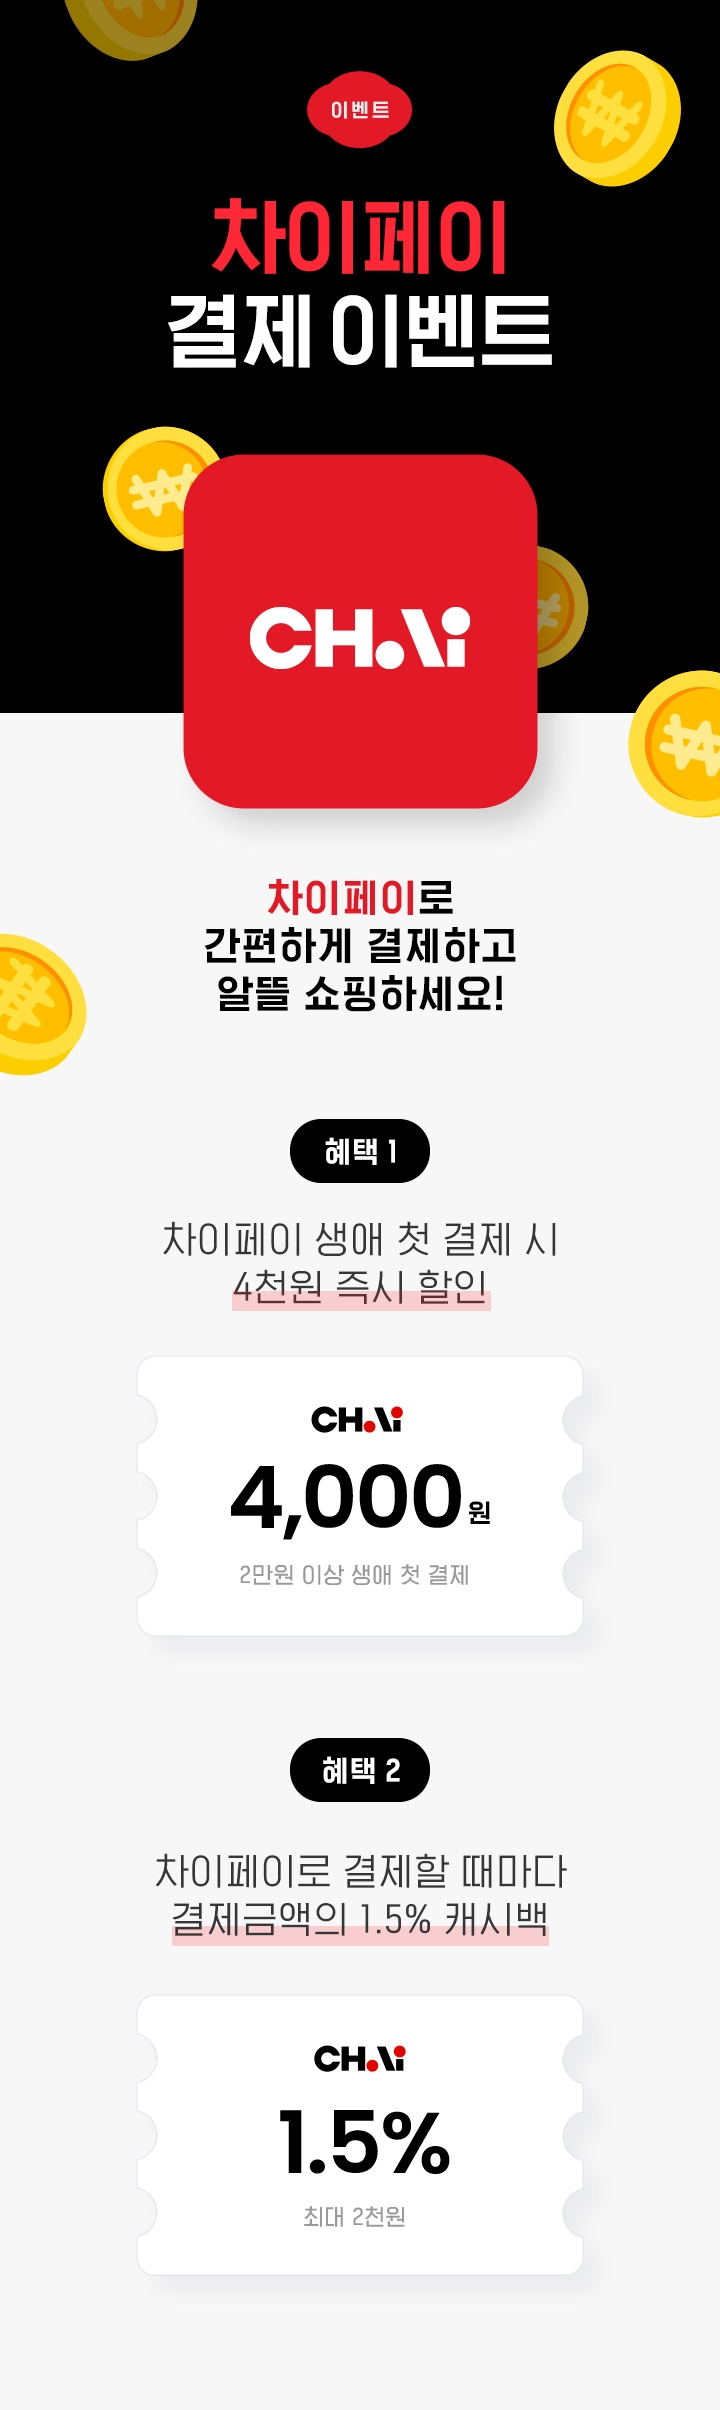 이벤트
차이페이
결제 이벤트
CHAi
차이페이로
간편하게 결제하고
알뜰 쇼핑하세요!
혜택 1
차이페이 생애 첫 결제 시
4천원 즉시 할인
CHAi
4,000원
2만원 이상 생애 첫 결제
혜택 2
차이페이로 결제할 때마다
결제금액의 1.5% 캐시백
CHAi
1.5%
최대 2천원